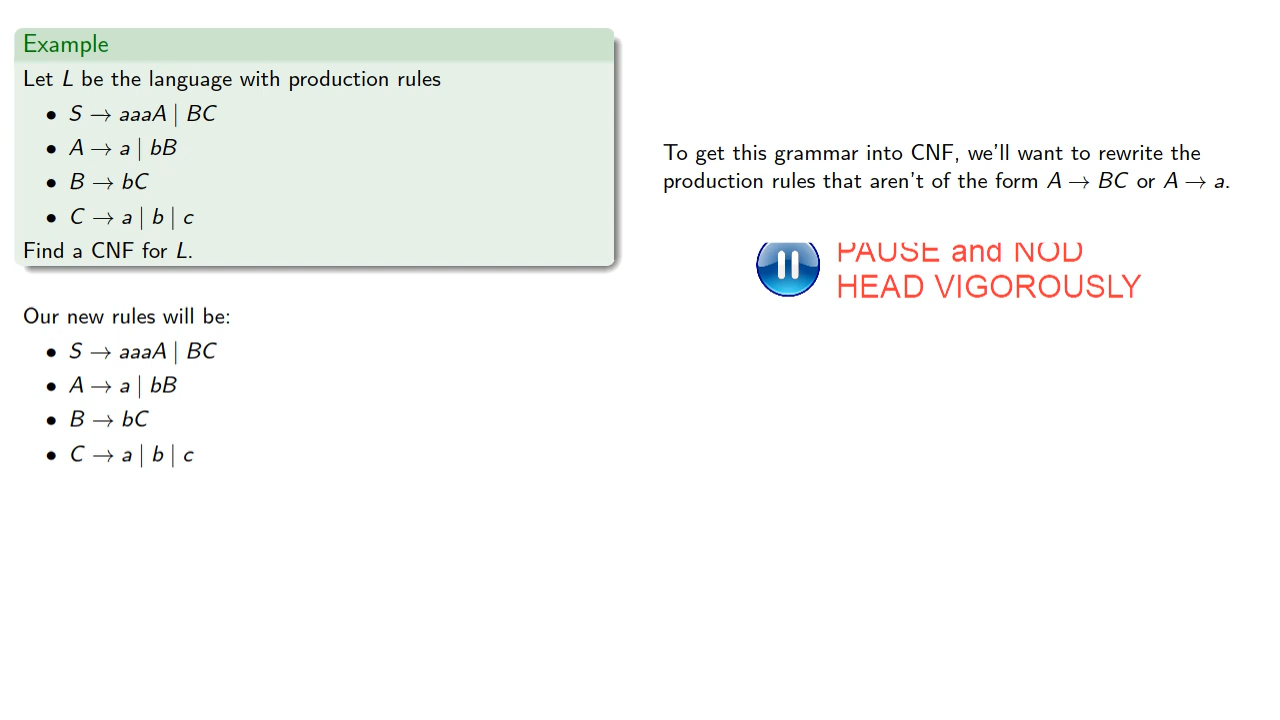 Example
Let L be the language with production rules
• S → aaaA | BC
• A → a | bB
• B → bC
• C → a | b | c
Find a CNF for L.
Our new rules will be:
• S → aaaA | BC
• A → a | bB
• B → bC
• C → a | b | c
To get this grammar into CNF, we'll want to rewrite the
production rules that aren't of the form A → BC or A → a.
PAUSE and NOD
HEAD VIGOROUSLY